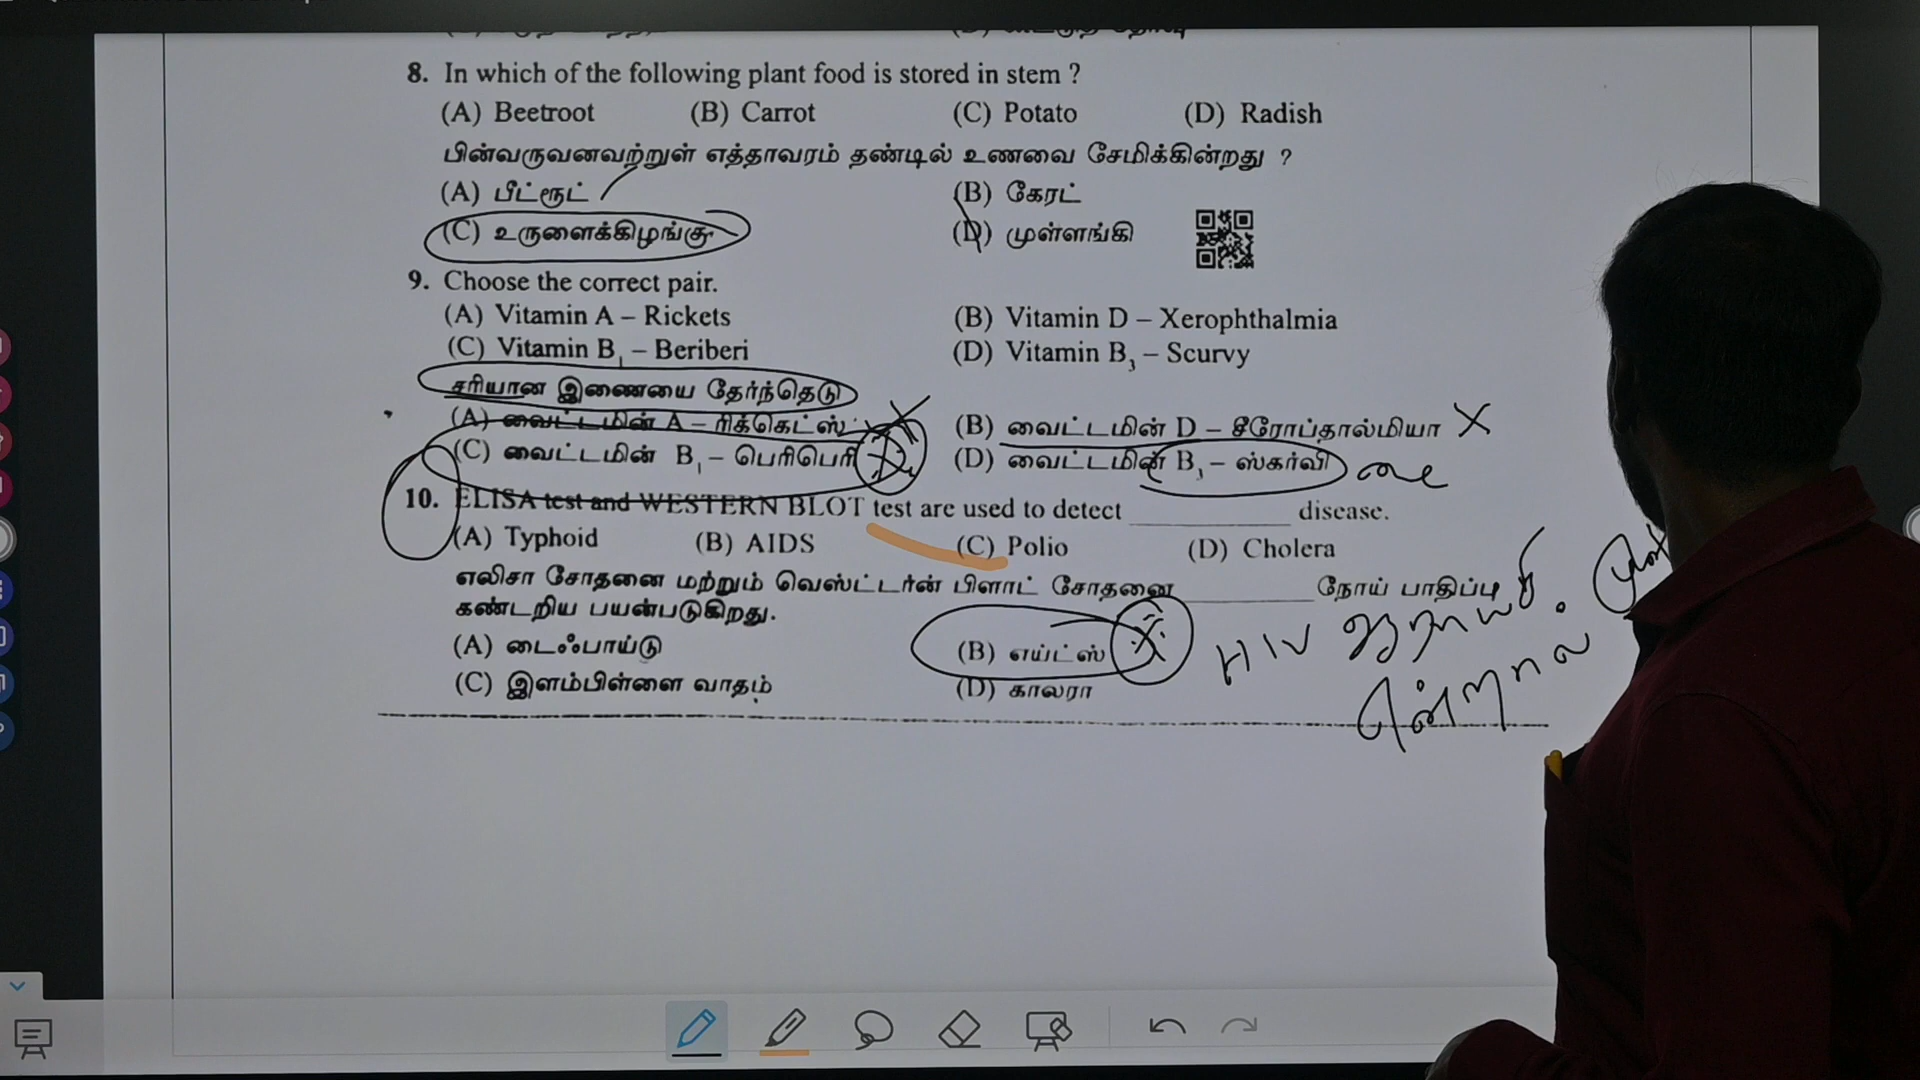 8. In which of the following plant food is stored in stem ?
(A) Beetroot (B) Carrot (C) Potato (D) Radish
பின்வருவனவற்றுள் எத்தாவரம் தண்டில் உணவை சேமிக்கின்றது ?
(A) பீட்ரூட் (B) கேரட்
(C) உருளைக்கிழங்கு (D) முள்ளங்கி
9. Choose the correct pair.
(A) Vitamin A – Rickets (B) Vitamin D – Xerophthalmia
(C) Vitamin B₁ – Beriberi (D) Vitamin B₃ – Scurvy
சரியான இணையை தேர்ந்தெடு
(A) வைட்டமின் A – ரிக்கெட்ஸ் (B) வைட்டமின் D – சீரோப்தால்மியா
(C) வைட்டமின் B₁ – பெரிபெரி (D) வைட்டமின் B₃ – ஸ்கர்வி
10. ELISA test and WESTERN BLOT test are used to detect ____________ disease.
(A) Typhoid (B) AIDS (C) Polio (D) Cholera
எலிசா சோதனை மற்றும் வெஸ்ட்டர்ன் பிளாட் சோதனை __________ நோய் பாதிப்பு
கண்டறிய பயன்படுகிறது.
(A) டைஃபாய்டு (B) எய்ட்ஸ் HIV
(C) இளம்பிள்ளை வாதம் (D) காலரா என்றால்